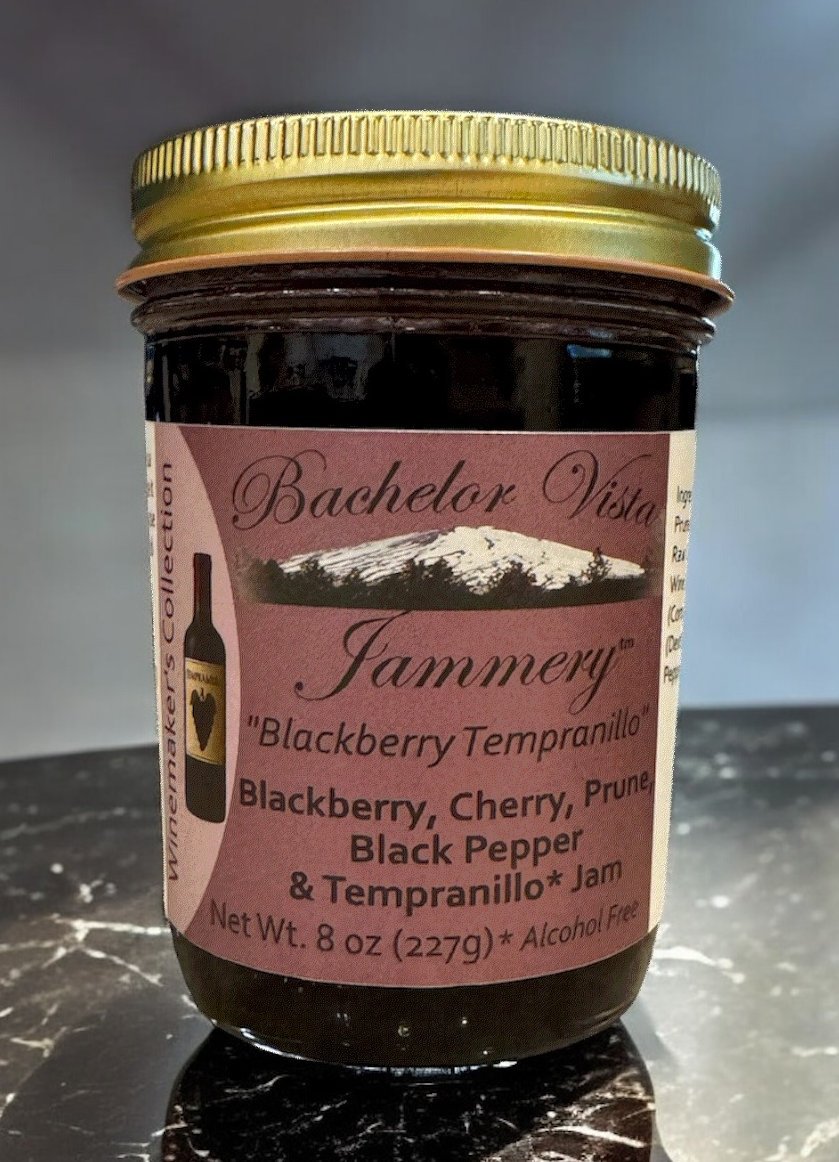 Bachelor Vista
Jammery™
"Blackberry Tempranillo"
Blackberry, Cherry, Prune,
Black Pepper
& Tempranillo* Jam
Net Wt. 8 oz (227g) * Alcohol Free
Winemaker's Collection